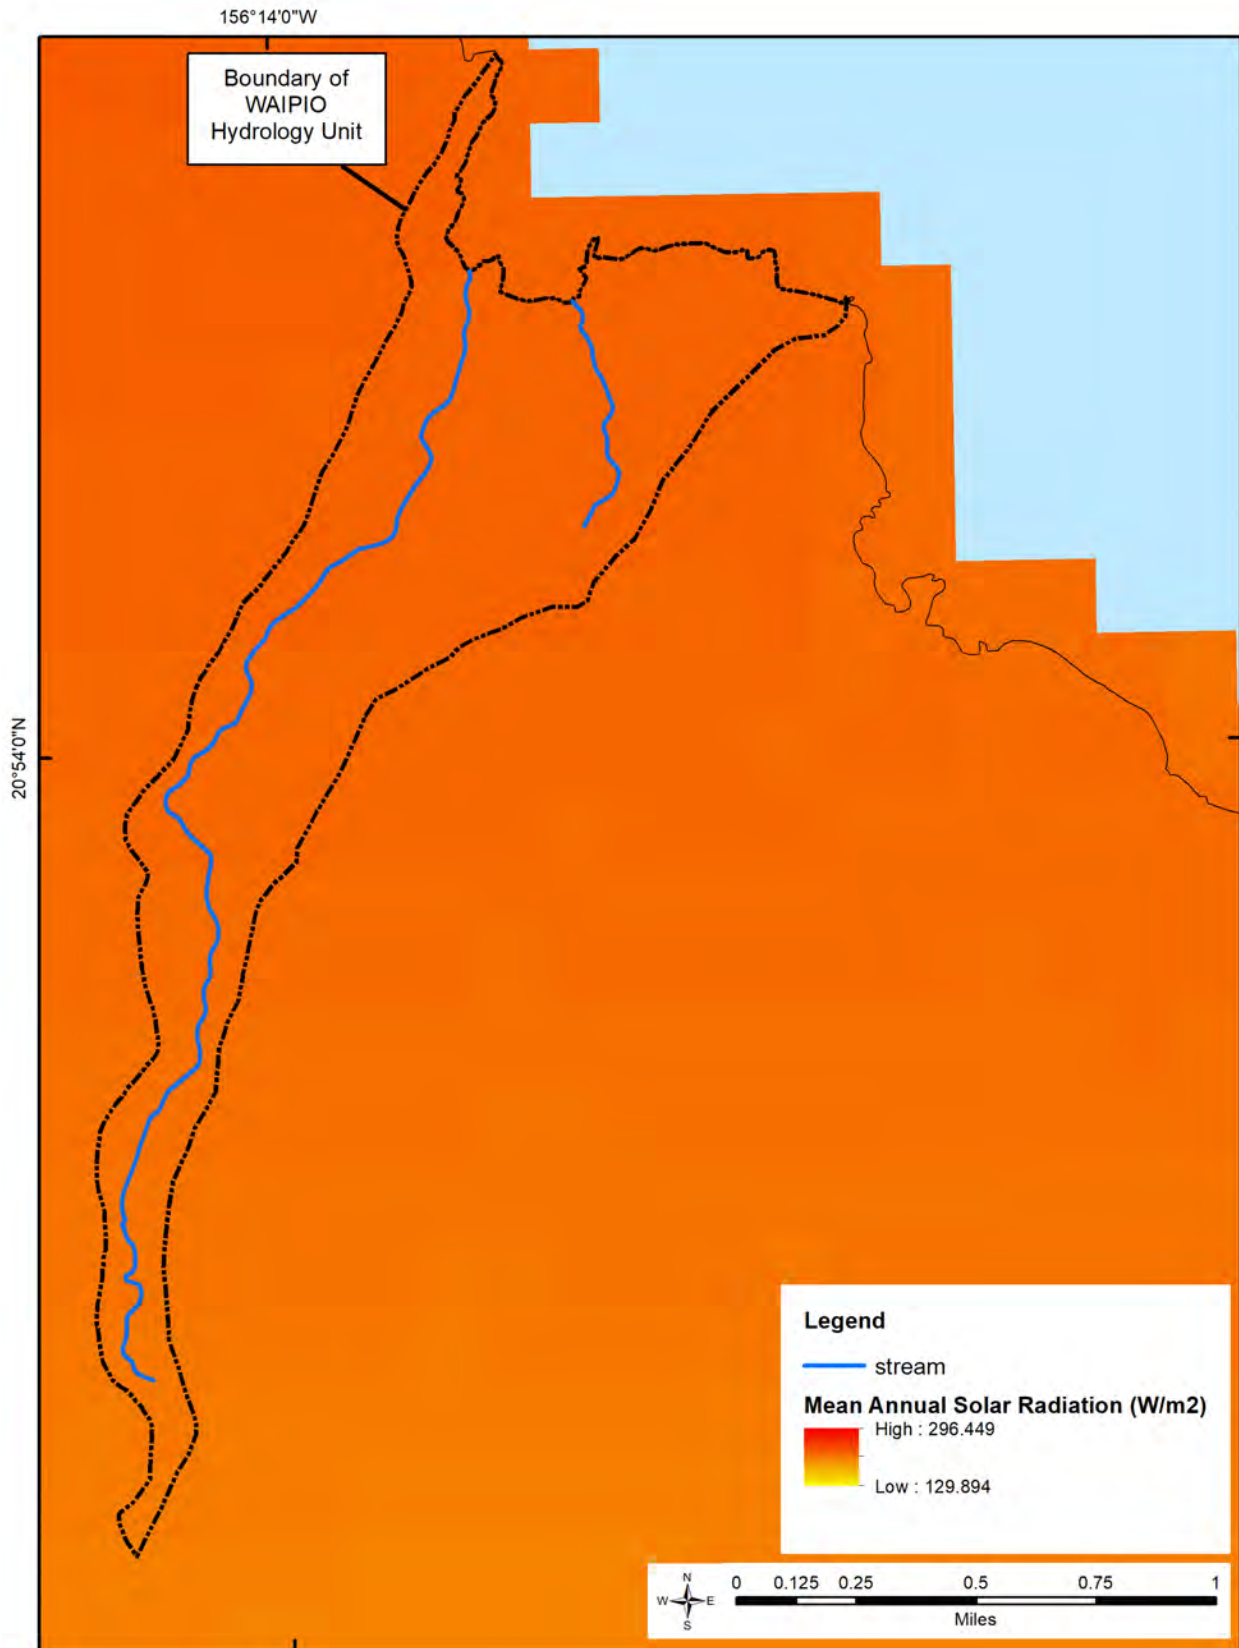 156°14'0"W
Boundary of
WAIPIO
Hydrology Unit
20°54'0"N
Legend
stream
Mean Annual Solar Radiation (W/m2)
High : 296.449
Low : 129.894
N
W E
S
0 0.125 0.25 0.5 0.75 1
Miles